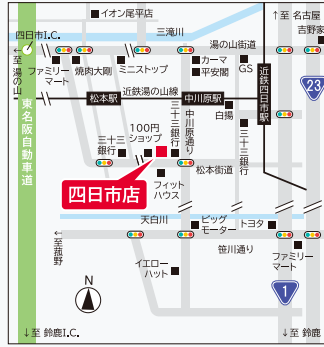 イオン尾平店
↑至 名古屋
吉野家
四日市I.C.
三滝川
湯の山街道
ファミリー
マート
焼肉大剛
ミニストップ
カーマ
平安閣
GS
近鉄四日市駅
23
←至 湯の山
近鉄湯の山線
松本駅
中川原駅
白揚
東名阪自動車道
三十三
銀行
100円
ショップ
三十三銀行
中川原通り
三十三銀行
松本街道
四日市店
フィット
ハウス
天白川
ビッグ
モーター
トヨタ
笹川通り
←至 菰野
イエロー
ハット
ファミリー
マート
N
1
↓至 鈴鹿I.C.
↓至 鈴鹿